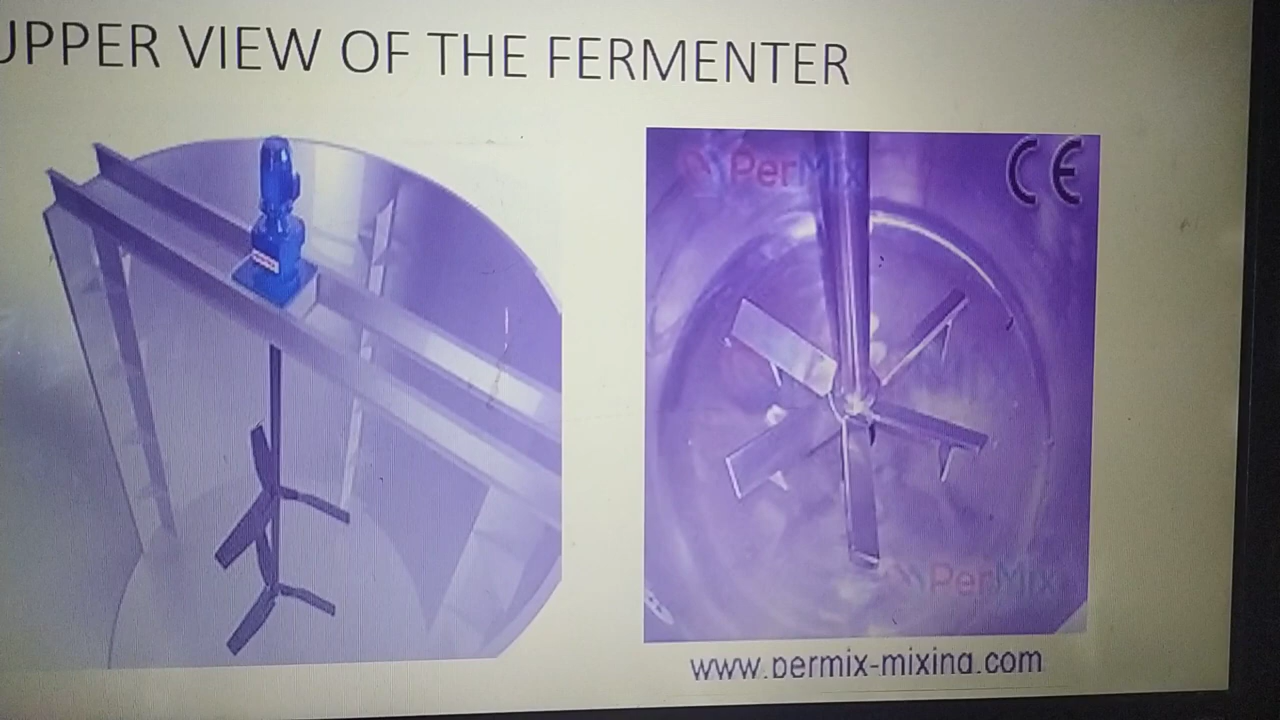 UPPER VIEW OF THE FERMENTER
PerMix
CE
PerMix
www.permix-mixing.com